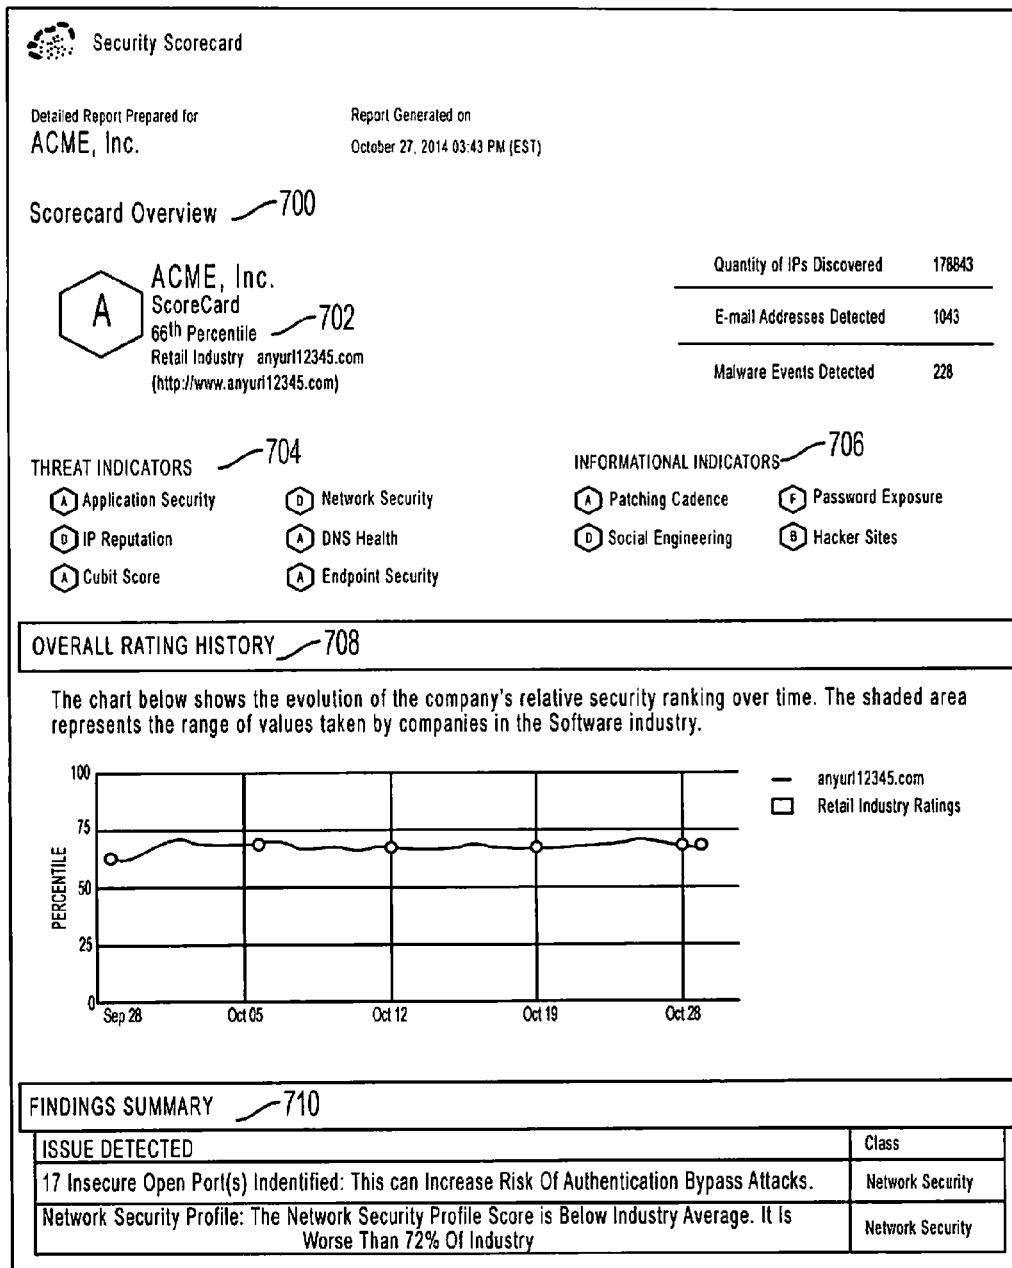 Security Scorecard
Detailed Report Prepared for
ACME, Inc.
Report Generated on
October 27, 2014 03:43 PM (EST)
Scorecard Overview 700
A
ACME, Inc.
ScoreCard
66th Percentile 702
Retail Industry anyurl12345.com
(http://www.anyurl12345.com)
Quantity of IPs Discovered 178843
E-mail Addresses Detected 1043
Malware Events Detected 228
THREAT INDICATORS 704
A Application Security
D Network Security
D IP Reputation
A DNS Health
A Cubit Score
A Endpoint Security
INFORMATIONAL INDICATORS 706
A Patching Cadence
F Password Exposure
D Social Engineering
B Hacker Sites
OVERALL RATING HISTORY 708
The chart below shows the evolution of the company's relative security ranking over time. The shaded area
represents the range of values taken by companies in the Software industry.
100
75
50
25
0
PERCENTILE
Sep 28 Oct 05 Oct 12 Oct 19 Oct 28
anyurl12345.com
Retail Industry Ratings
FINDINGS SUMMARY 710
ISSUE DETECTED Class
17 Insecure Open Port(s) Indentified: This can Increase Risk Of Authentication Bypass Attacks. Network Security
Network Security Profile: The Network Security Profile Score is Below Industry Average. It Is
Worse Than 72% Of Industry Network Security